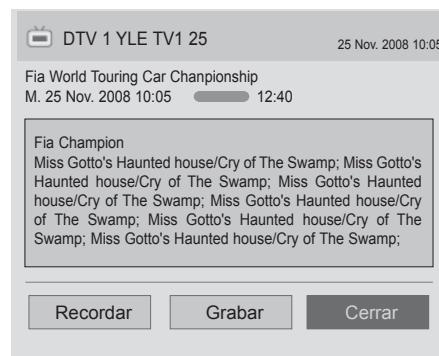 DTV 1 YLE TV1 25
25 Nov. 2008 10:05
Fia World Touring Car Chanpionship
M. 25 Nov. 2008 10:05 12:40
Fia Champion
Miss Gotto's Haunted house/Cry of The Swamp; Miss Gotto's
Haunted house/Cry of The Swamp; Miss Gotto's Haunted
house/Cry of The Swamp; Miss Gotto's Haunted house/Cry
of The Swamp; Miss Gotto's Haunted house/Cry of The
Swamp; Miss Gotto's Haunted house/Cry of The Swamp;
Recordar Grabar Cerrar